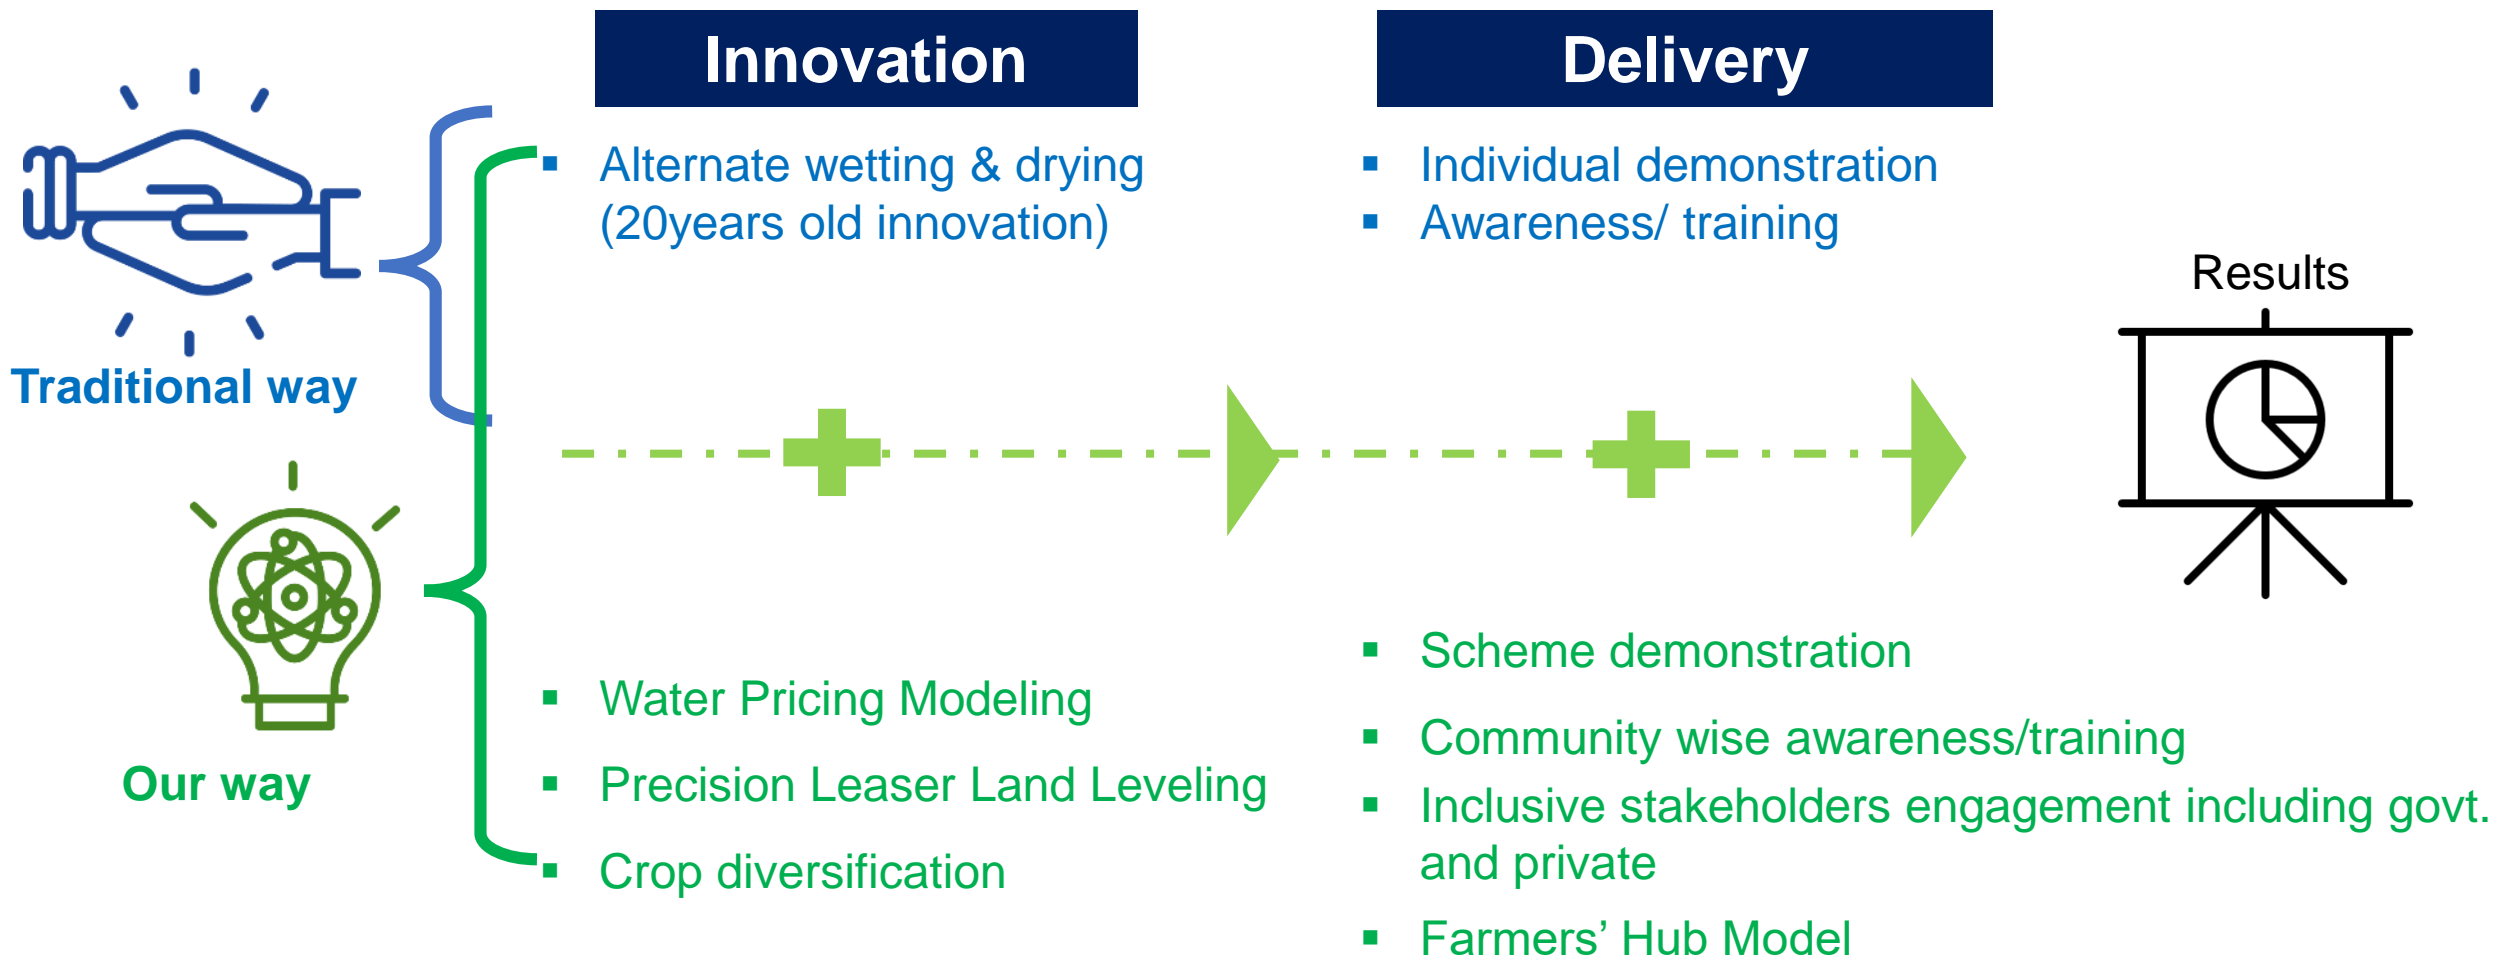 Innovation
Delivery
Alternate wetting & drying
(20years old innovation)
Individual demonstration
Awareness/ training
Results
Traditional way
Our way
Water Pricing Modeling
Precision Leaser Land Leveling
Crop diversification
Scheme demonstration
Community wise awareness/training
Inclusive stakeholders engagement including govt.
and private
Farmers’ Hub Model